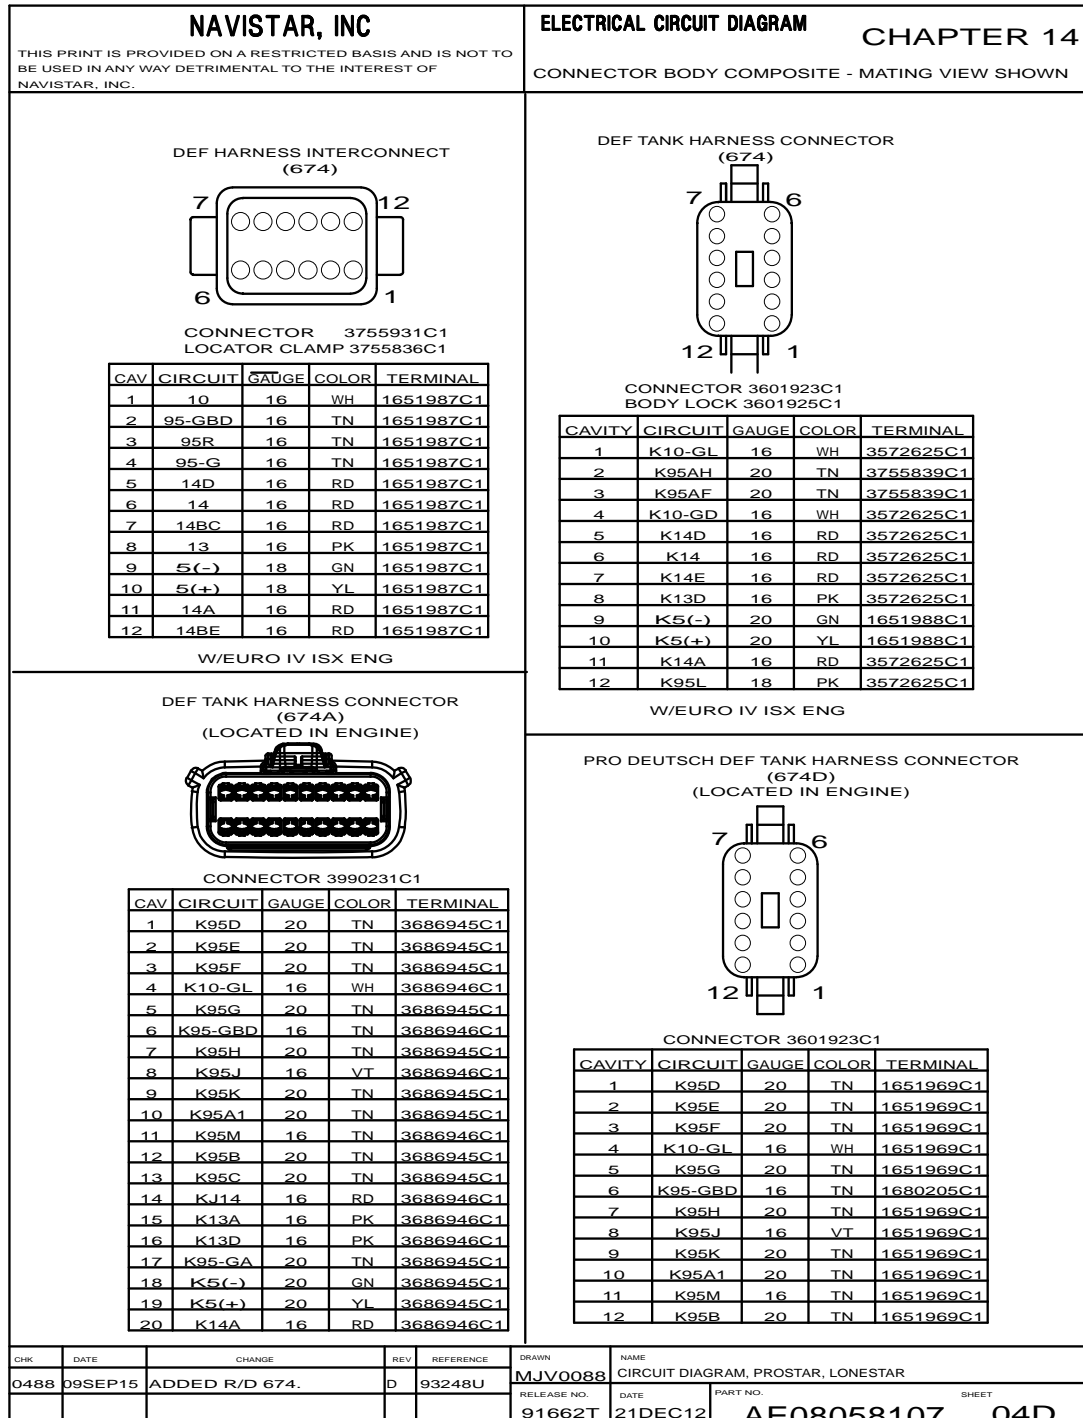 NAVISTAR, INC
THIS PRINT IS PROVIDED ON A RESTRICTED BASIS AND IS NOT TO
BE USED IN ANY WAY DETRIMENTAL TO THE INTEREST OF
NAVISTAR, INC.
ELECTRICAL CIRCUIT DIAGRAM
CHAPTER 14
CONNECTOR BODY COMPOSITE - MATING VIEW SHOWN
DEF HARNESS INTERCONNECT
(674)
7 12
6 1
CONNECTOR 3755931C1
LOCATOR CLAMP 3755836C1
CAV CIRCUIT GAUGE COLOR TERMINAL
1 10 16 WH 1651987C1
2 95-GBD 16 TN 1651987C1
3 95R 16 TN 1651987C1
4 95-G 16 TN 1651987C1
5 14D 16 RD 1651987C1
6 14 16 RD 1651987C1
7 14BC 16 RD 1651987C1
8 13 16 PK 1651987C1
9 5(-) 18 GN 1651987C1
10 5(+) 18 YL 1651987C1
11 14A 16 RD 1651987C1
12 14BE 16 RD 1651987C1
W/EURO IV ISX ENG
DEF TANK HARNESS CONNECTOR
(674)
7 6
12 1
CONNECTOR 3601923C1
BODY LOCK 3601925C1
CAVITY CIRCUIT GAUGE COLOR TERMINAL
1 K10-GL 16 WH 3572625C1
2 K95AH 20 TN 3755839C1
3 K95AF 20 TN 3755839C1
4 K10-GD 16 WH 3572625C1
5 K14D 16 RD 3572625C1
6 K14 16 RD 3572625C1
7 K14E 16 RD 3572625C1
8 K13D 16 PK 3572625C1
9 K5(-) 20 GN 1651988C1
10 K5(+) 20 YL 1651988C1
11 K14A 16 RD 3572625C1
12 K95L 18 PK 3572625C1
W/EURO IV ISX ENG
DEF TANK HARNESS CONNECTOR
(674A)
(LOCATED IN ENGINE)
CONNECTOR 3990231C1
CAV CIRCUIT GAUGE COLOR TERMINAL
1 K95D 20 TN 3686945C1
2 K95E 20 TN 3686945C1
3 K95F 20 TN 3686945C1
4 K10-GL 16 WH 3686946C1
5 K95G 20 TN 3686945C1
6 K95-GBD 16 TN 3686946C1
7 K95H 20 TN 3686945C1
8 K95J 16 VT 3686946C1
9 K95K 20 TN 3686945C1
10 K95A1 20 TN 3686945C1
11 K95M 16 TN 3686946C1
12 K95B 20 TN 3686945C1
13 K95C 20 TN 3686945C1
14 KJ14 16 RD 3686946C1
15 K13A 16 PK 3686946C1
16 K13D 16 PK 3686946C1
17 K95-GA 20 TN 3686945C1
18 K5(-) 20 GN 3686945C1
19 K5(+) 20 YL 3686945C1
20 K14A 16 RD 3686946C1
PRO DEUTSCH DEF TANK HARNESS CONNECTOR
(674D)
(LOCATED IN ENGINE)
7 6
12 1
CONNECTOR 3601923C1
CAVITY CIRCUIT GAUGE COLOR TERMINAL
1 K95D 20 TN 1651969C1
2 K95E 20 TN 1651969C1
3 K95F 20 TN 1651969C1
4 K10-GL 16 WH 1651969C1
5 K95G 20 TN 1651969C1
6 K95-GBD 16 TN 1680205C1
7 K95H 20 TN 1651969C1
8 K95J 16 VT 1651969C1
9 K95K 20 TN 1651969C1
10 K95A1 20 TN 1651969C1
11 K95M 16 TN 1651969C1
12 K95B 20 TN 1651969C1
CHK DATE CHANGE REV REFERENCE
0488 09SEP15 ADDED R/D 674. D 93248U
DRAWN NAME
MJV0088 CIRCUIT DIAGRAM, PROSTAR, LONESTAR
RELEASE NO. DATE PART NO. SHEET
91662T 21DEC12 AE08058107 04D